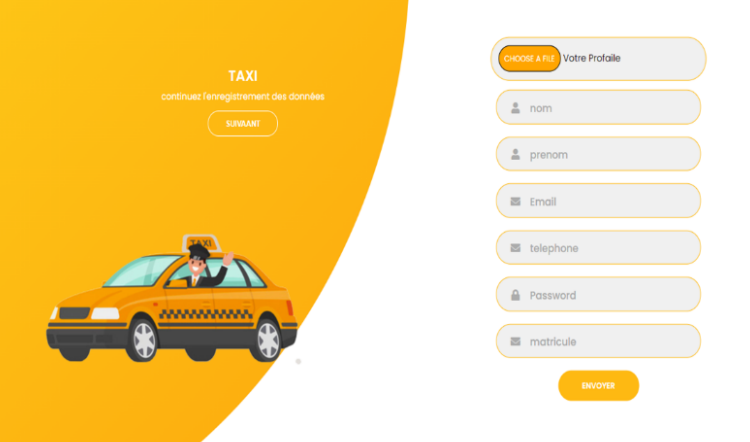 TAXI
continuez l'enregistrement des données
SUIVAANT
TAXI
CHOOSE A FILE Votre Profaile
nom
prenom
Email
telephone
Password
matricule
ENVOYER